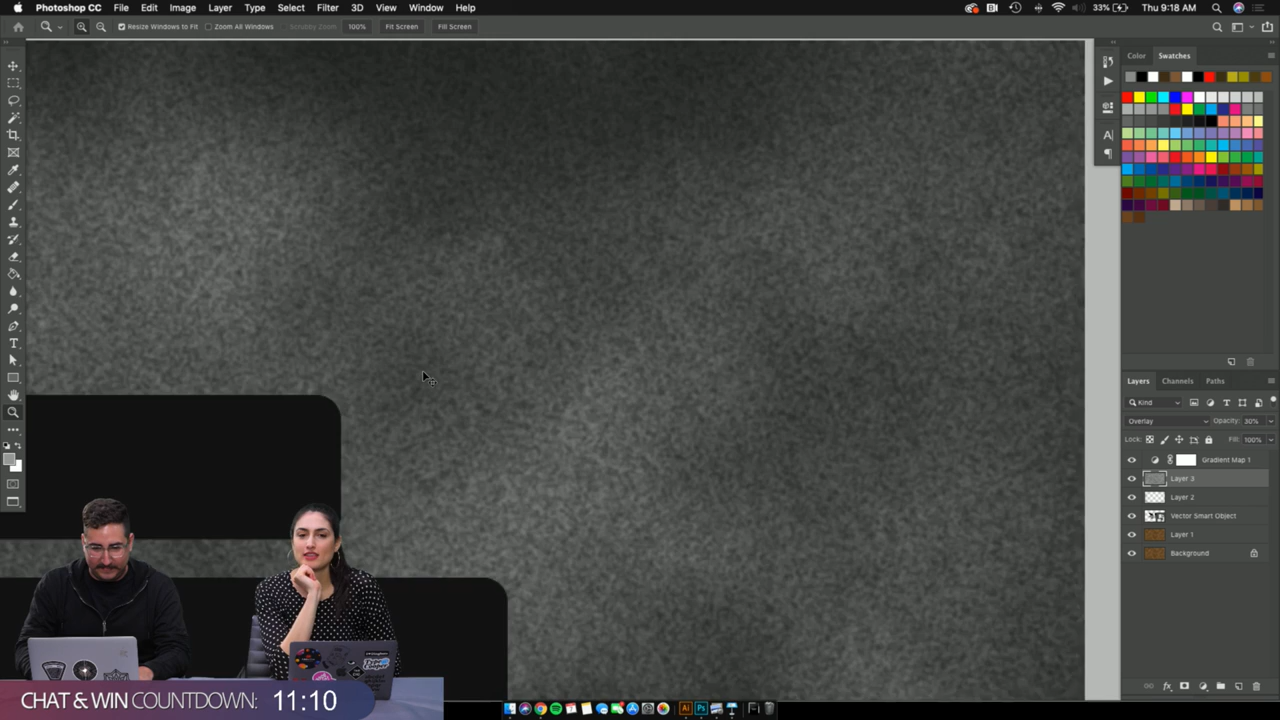 Photoshop CC File Edit Image Layer Type Select Filter 3D View Window Help 33% Thu 9:18 AM
Resize Windows to Fit Zoom All Windows Scrubby Zoom 100% Fit Screen Fill Screen
Color Swatches
Layers Channels Paths
Kind
Overlay Opacity: 30%
Lock: Fill: 100%
Gradient Map 1
Layer 3
Layer 2
Vector Smart Object
Layer 1
Background
CHAT & WIN COUNTDOWN: 11:10